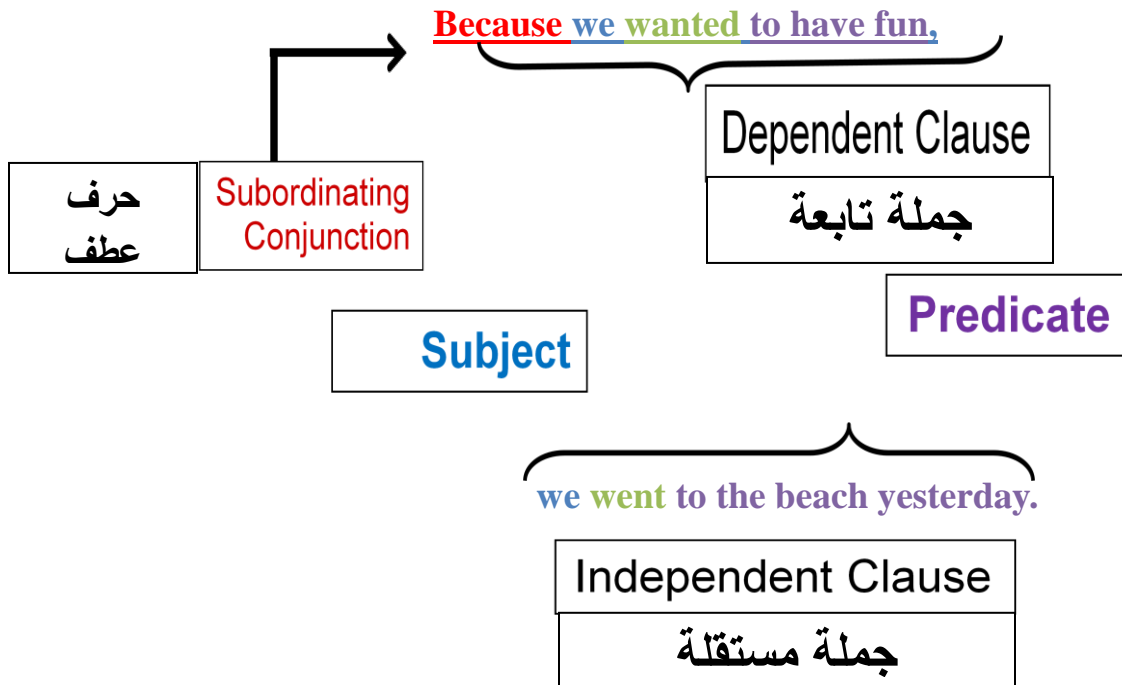 Because we wanted to have fun,
Dependent Clause
جملة تابعة
حرف
عطف
Subordinating
Conjunction
Predicate
Subject
we went to the beach yesterday.
Independent Clause
جملة مستقلة